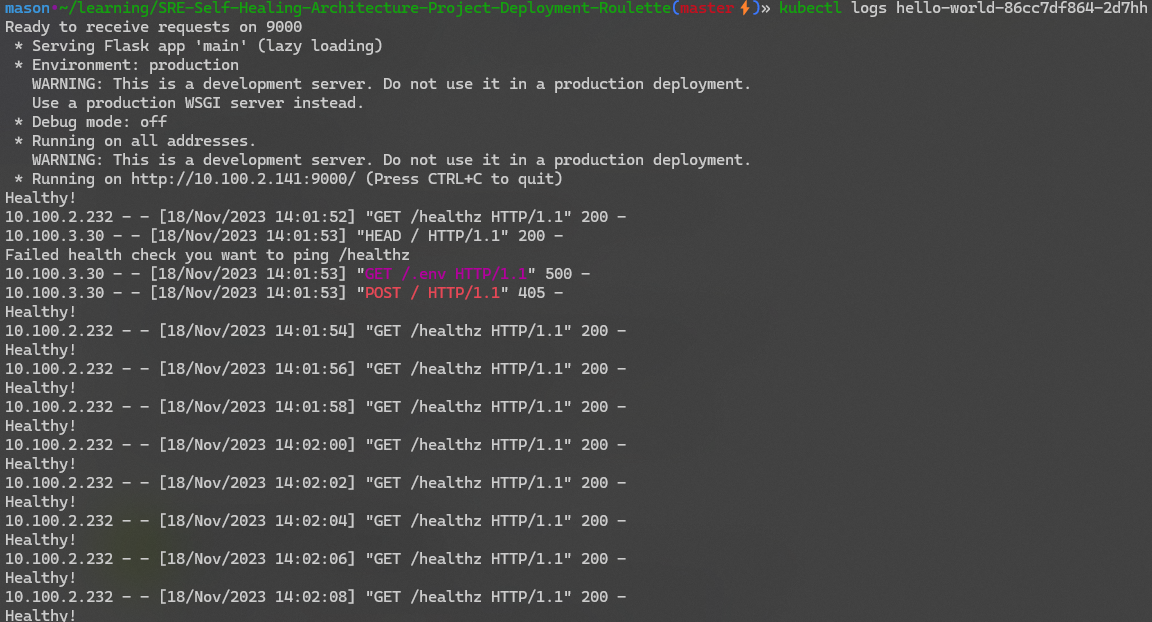 mason•~/learning/SRE-Self-Healing-Architecture-Project-Deployment-Roulette(master⚡)» kubectl logs hello-world-86cc7df864-2d7hh
Ready to receive requests on 9000
 * Serving Flask app 'main' (lazy loading)
 * Environment: production
   WARNING: This is a development server. Do not use it in a production deployment.
   Use a production WSGI server instead.
 * Debug mode: off
 * Running on all addresses.
   WARNING: This is a development server. Do not use it in a production deployment.
 * Running on http://10.100.2.141:9000/ (Press CTRL+C to quit)
Healthy!
10.100.2.232 - - [18/Nov/2023 14:01:52] "GET /healthz HTTP/1.1" 200 -
10.100.3.30 - - [18/Nov/2023 14:01:53] "HEAD / HTTP/1.1" 200 -
Failed health check you want to ping /healthz
10.100.3.30 - - [18/Nov/2023 14:01:53] "GET /.env HTTP/1.1" 500 -
10.100.3.30 - - [18/Nov/2023 14:01:53] "POST / HTTP/1.1" 405 -
Healthy!
10.100.2.232 - - [18/Nov/2023 14:01:54] "GET /healthz HTTP/1.1" 200 -
Healthy!
10.100.2.232 - - [18/Nov/2023 14:01:56] "GET /healthz HTTP/1.1" 200 -
Healthy!
10.100.2.232 - - [18/Nov/2023 14:01:58] "GET /healthz HTTP/1.1" 200 -
Healthy!
10.100.2.232 - - [18/Nov/2023 14:02:00] "GET /healthz HTTP/1.1" 200 -
Healthy!
10.100.2.232 - - [18/Nov/2023 14:02:02] "GET /healthz HTTP/1.1" 200 -
Healthy!
10.100.2.232 - - [18/Nov/2023 14:02:04] "GET /healthz HTTP/1.1" 200 -
Healthy!
10.100.2.232 - - [18/Nov/2023 14:02:06] "GET /healthz HTTP/1.1" 200 -
Healthy!
10.100.2.232 - - [18/Nov/2023 14:02:08] "GET /healthz HTTP/1.1" 200 -
Healthy!